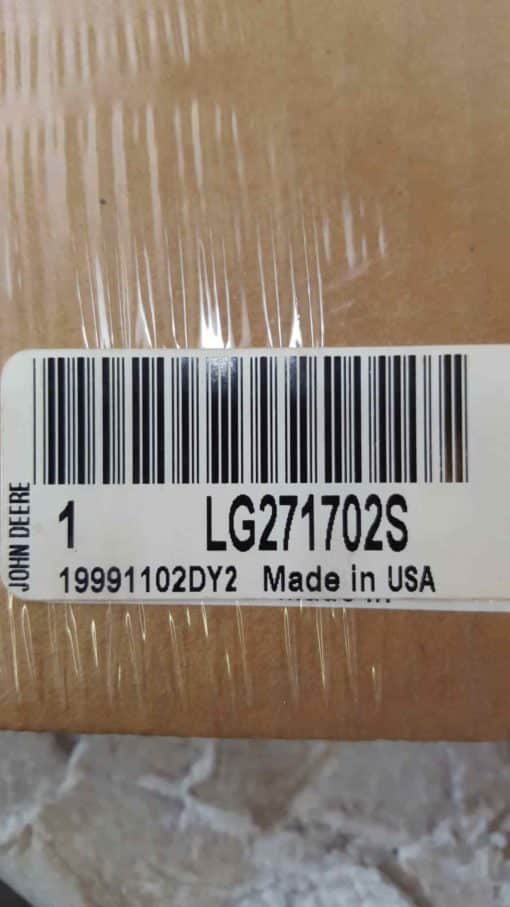 JOHN DEERE
1 LG271702S
19991102DY2 Made in USA